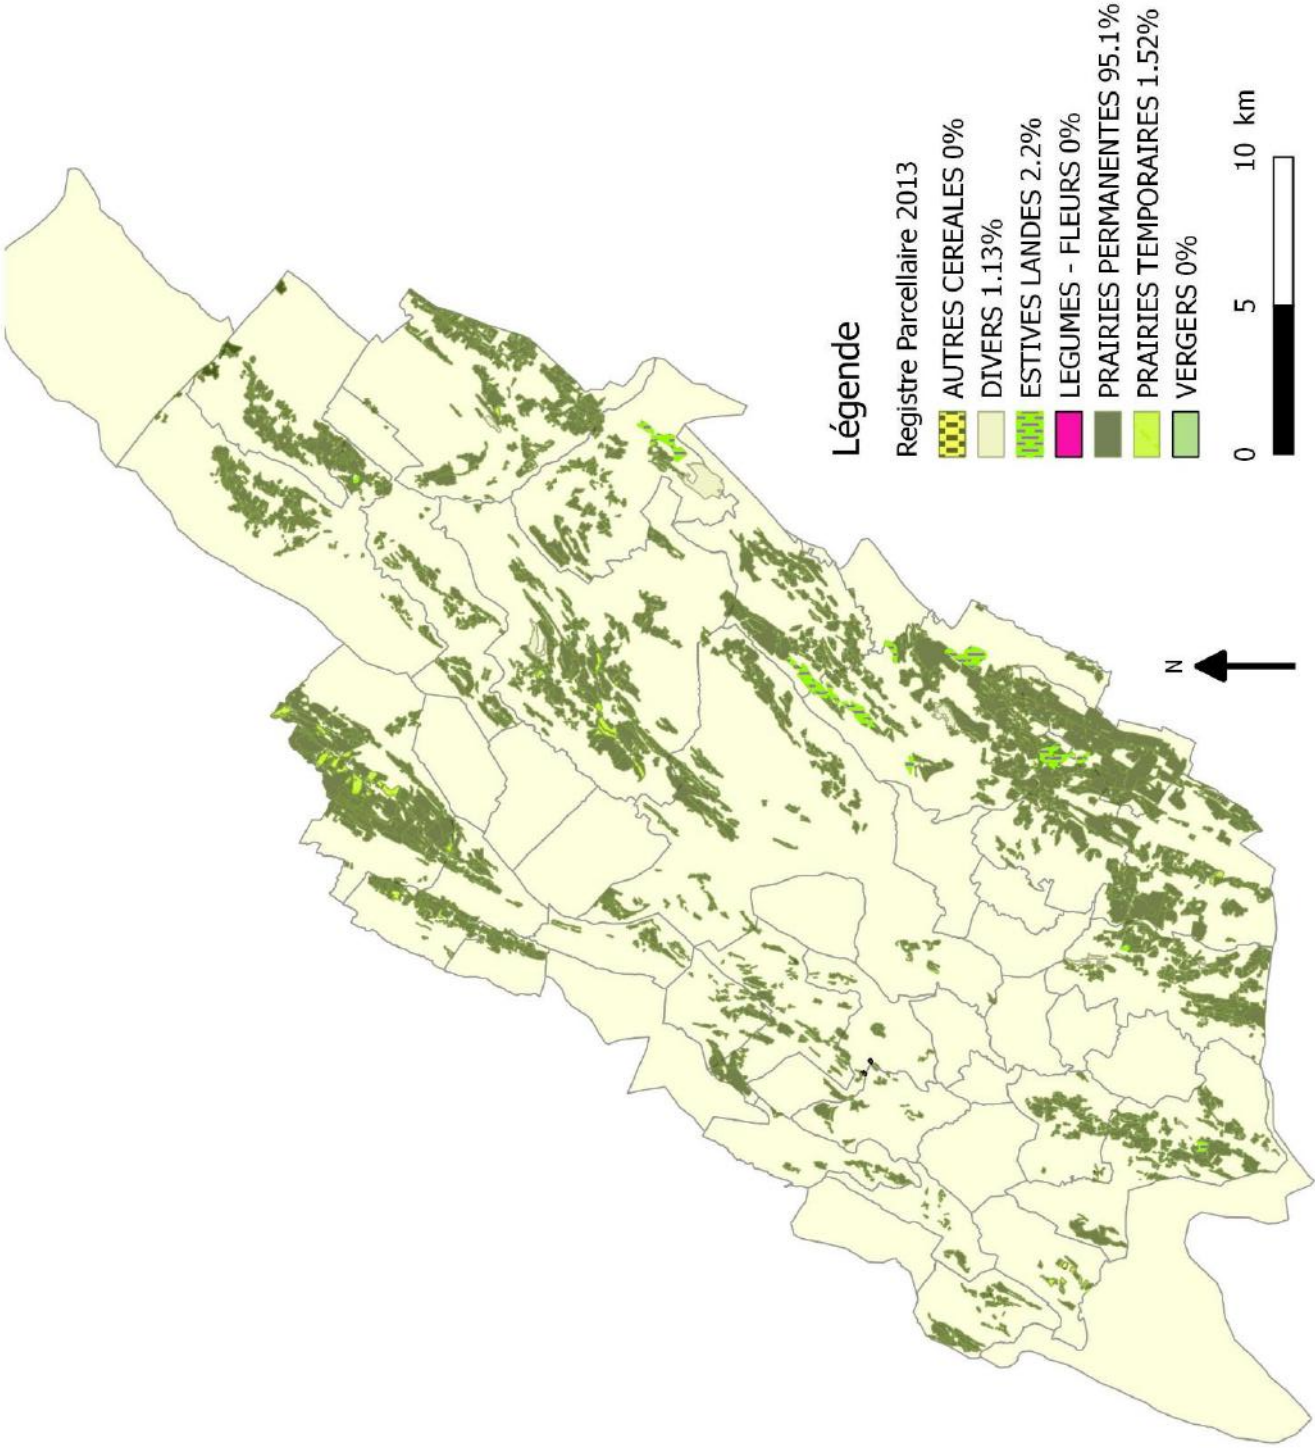 Légende
Registre Parcellaire 2013
AUTRES CEREALES 0%
DIVERS 1.13%
ESTIVES LANDES 2.2%
LEGUMES - FLEURS 0%
PRAIRIES PERMANENTES 95.1%
PRAIRIES TEMPORAIRES 1.52%
VERGERS 0%
0 5 10 km
N